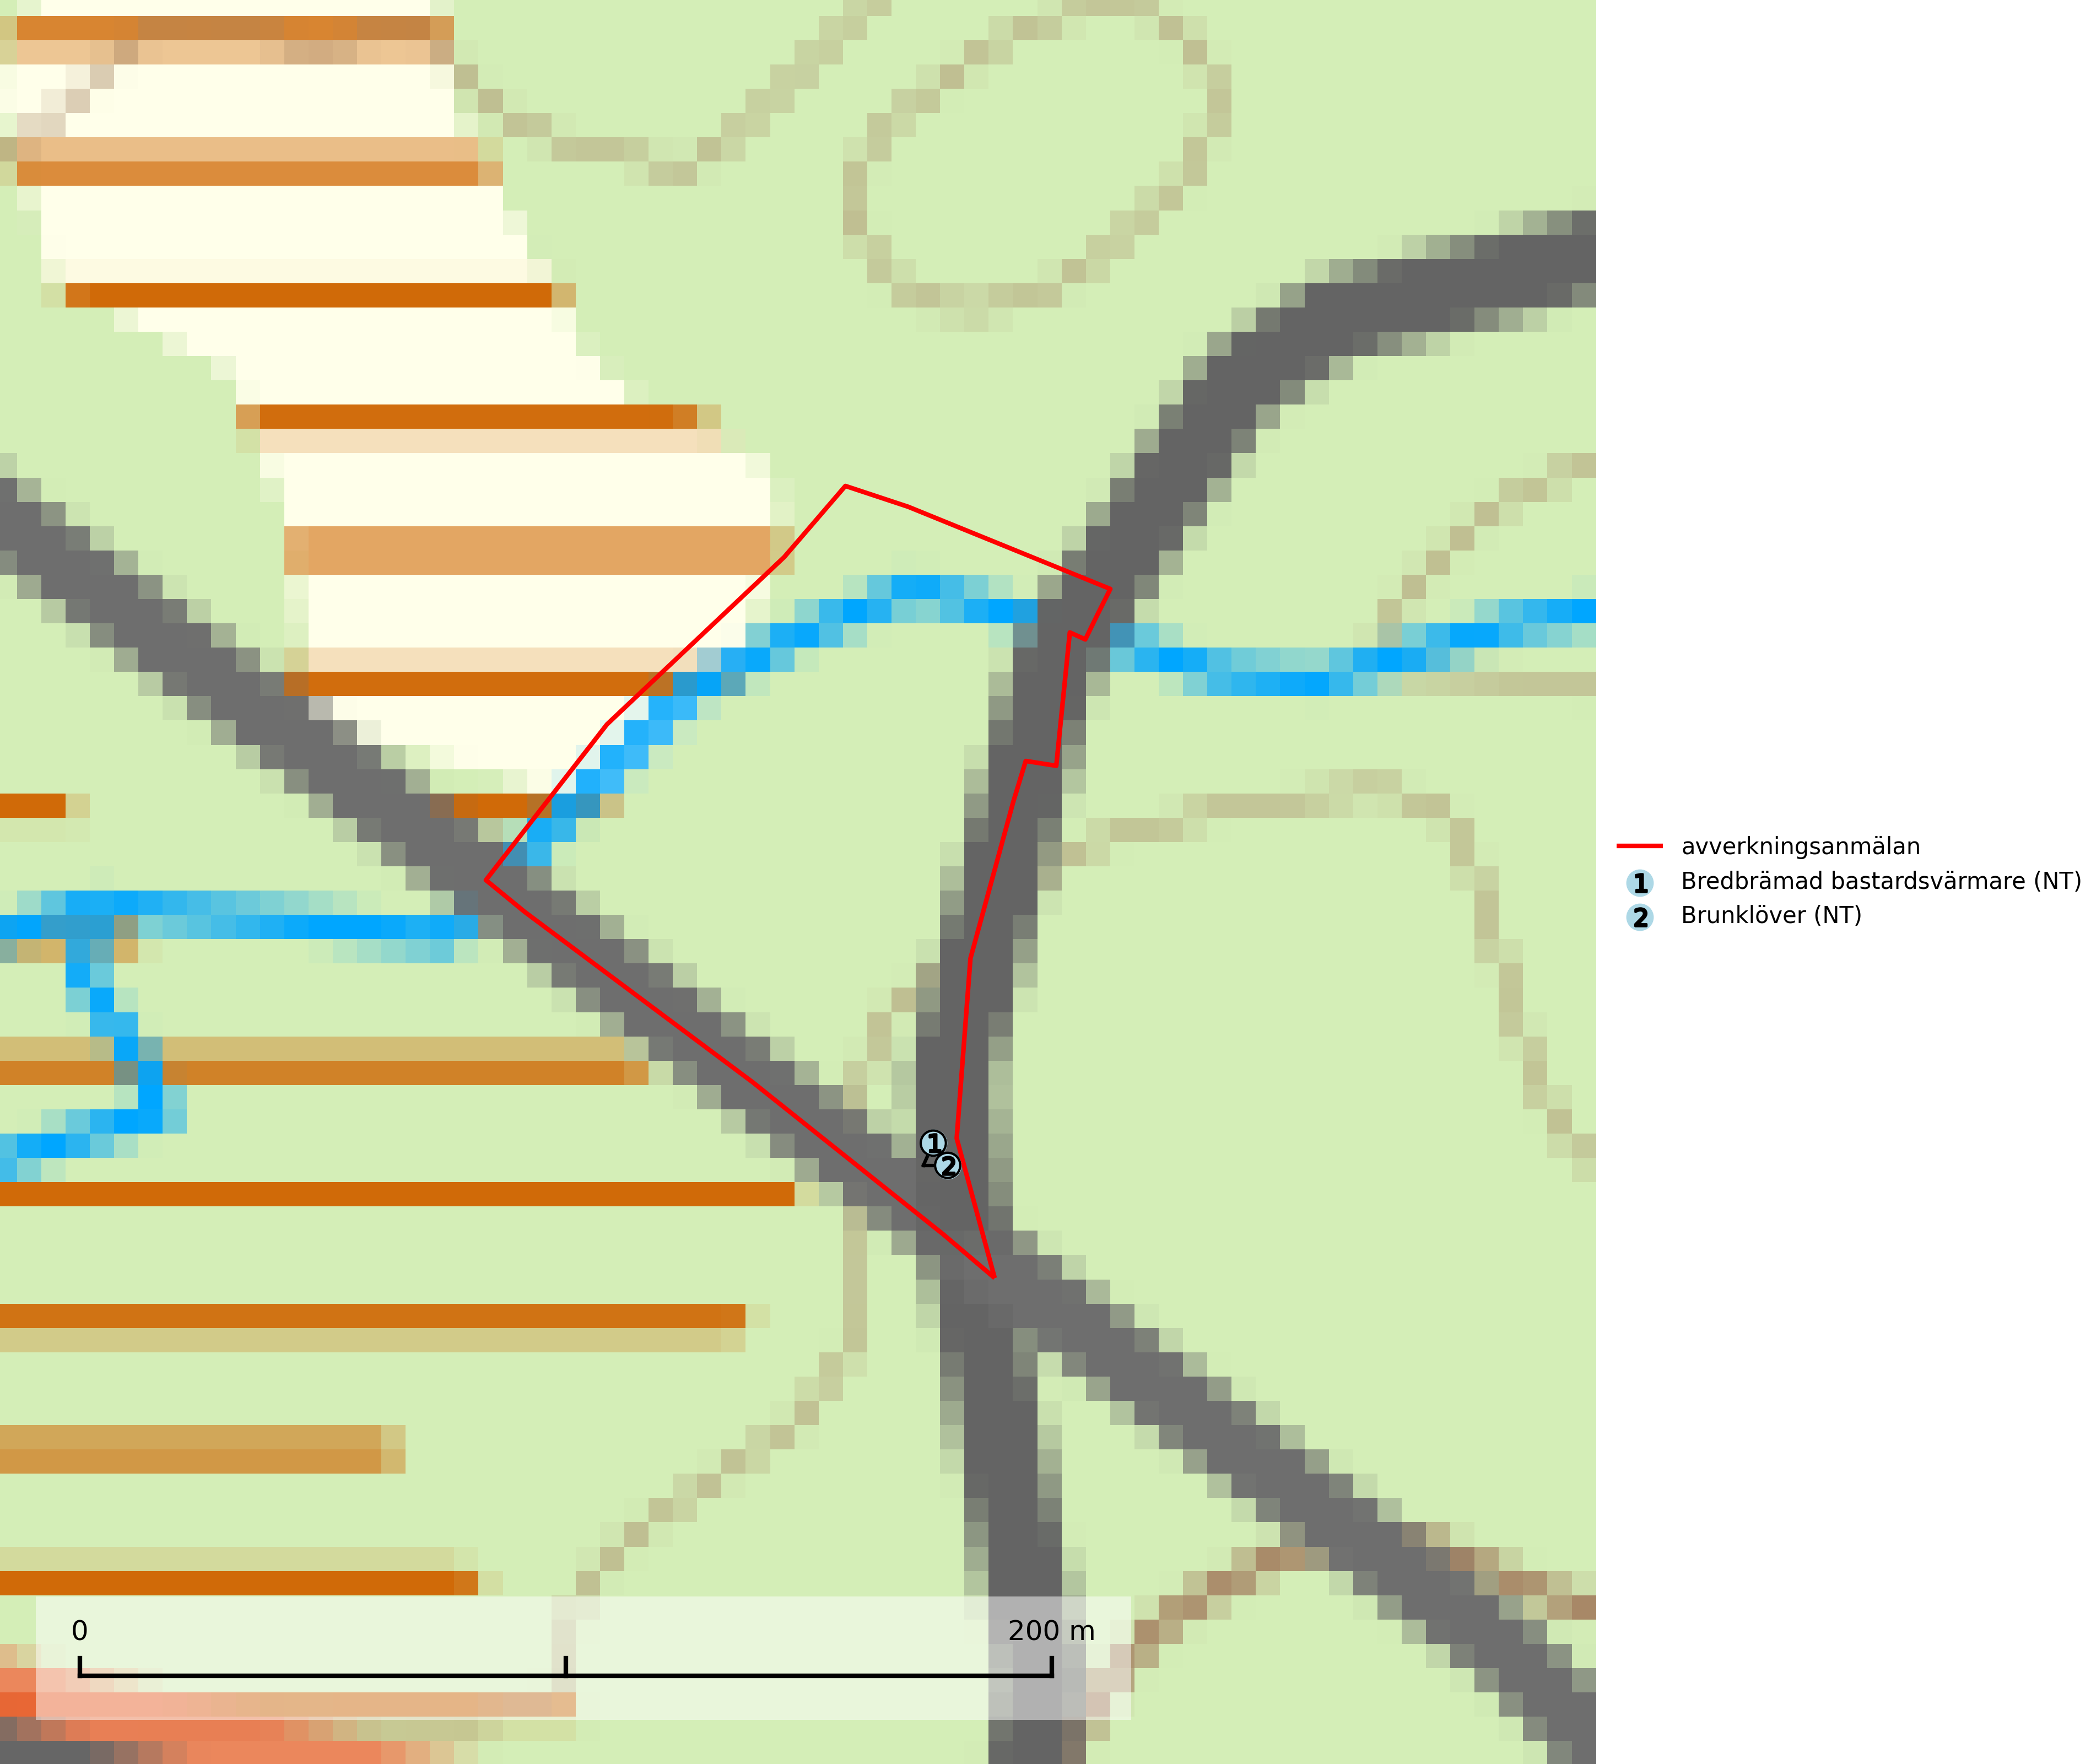 avverkningsanmälan
1 Bredbrämad bastardsvärmare (NT)
2 Brunklöver (NT)
1
2
0 200 m